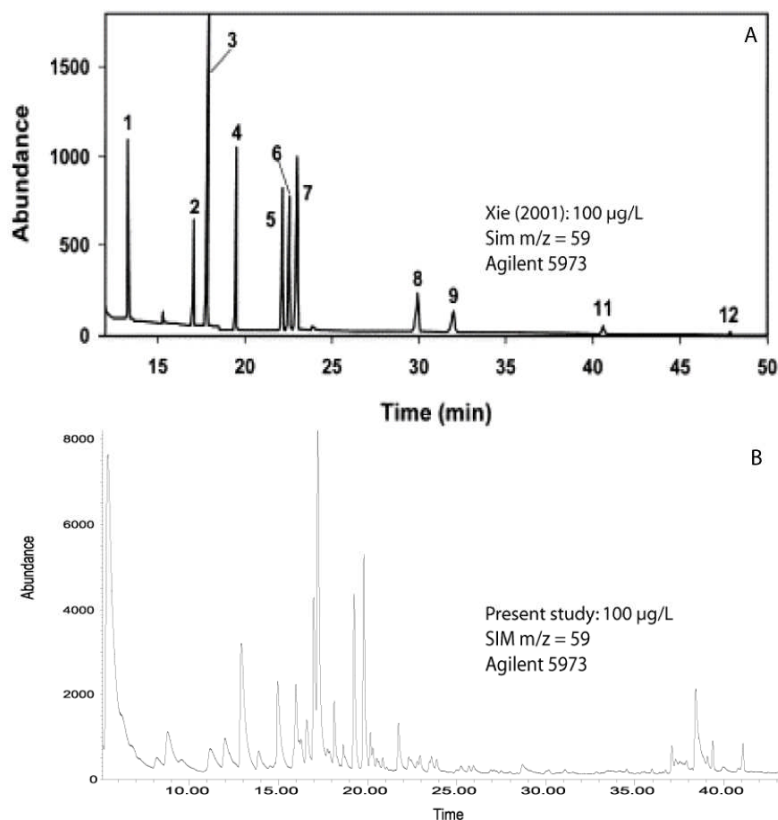 A
1500
1000
500
0
Abundance
1
2
3
4
5
6
7
8
9
11
12
Xie (2001): 100 µg/L
Sim m/z = 59
Agilent 5973
15 20 25 30 35 40 45 50
Time (min)
B
8000
6000
4000
2000
0
Abundance
Present study: 100 µg/L
SIM m/z = 59
Agilent 5973
10.00 15.00 20.00 25.00 30.00 35.00 40.00
Time